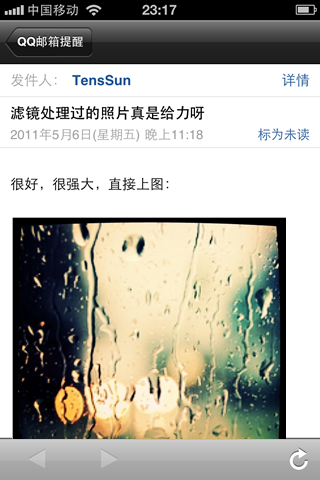 中国移动 23:17
QQ邮箱提醒
发件人： TensSun 详情
滤镜处理过的照片真是给力呀
2011年5月6日(星期五) 晚上11:18 标为未读
很好，很强大，直接上图：